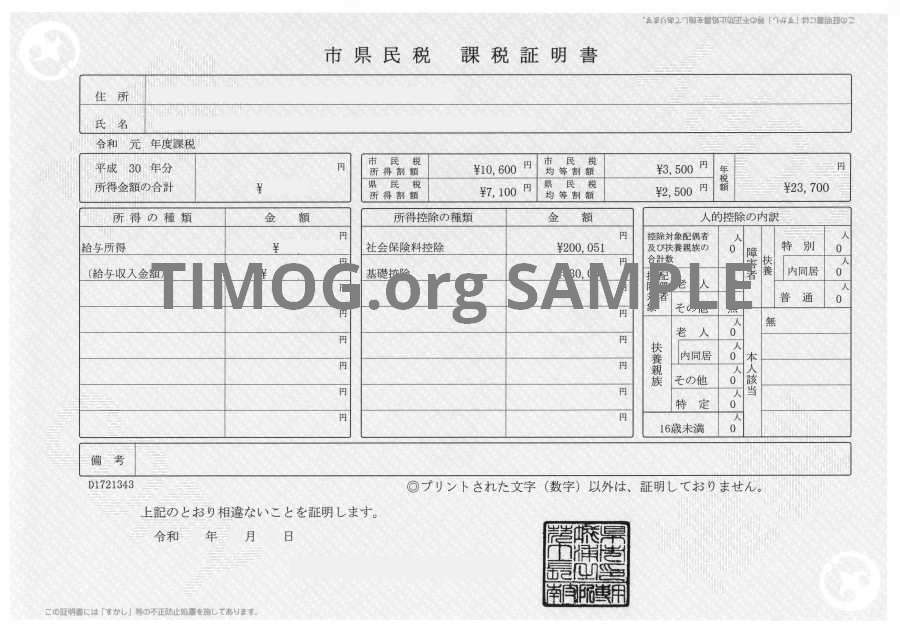 この証明書には「すかし」等の不正防止処置を施してあります。
市県民税 課税証明書
住所
氏名
令和 元 年度課税
平成 30 年分
所得金額の合計 ¥ 円
市民税所得割額 ¥10,600 円 市民税均等割額 ¥3,500 円
県民税所得割額 ¥7,100 円 県民税均等割額 ¥2,500 円
年税額 ¥23,700 円
所得の種類 金額
給与所得 ¥ 円
(給与収入金額) ¥ 円
円
円
円
円
円
円
所得控除の種類 金額
社会保険料控除 ¥200,051 円
基礎控除 円
円
円
円
円
円
人的控除の内訳
控除対象配偶者及び扶養親族の合計数 0 人
老人
その他 無
扶養親族
老人 0 人
内同居 0 人
その他 0 人
特定 0 人
16歳未満 0 人
障害者
扶養
特別 0 人
内同居 0 人
普通 0 人
本人該当
無
TIMOG.org SAMPLE
備考
D1721343
◎プリントされた文字(数字)以外は、証明しておりません。
上記のとおり相違ないことを証明します。
令和 年 月 日
この証明書には「すかし」等の不正防止処置を施してあります。